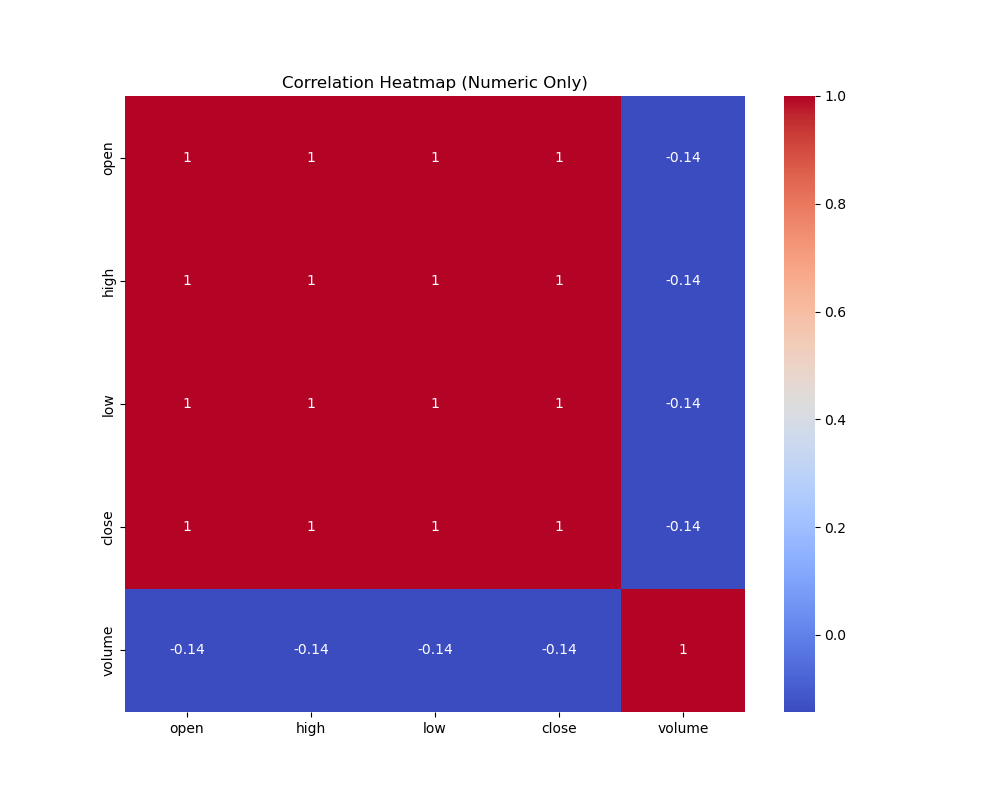 Correlation Heatmap (Numeric Only)
open 1 1 1 1 -0.14
high 1 1 1 1 -0.14
low 1 1 1 1 -0.14
close 1 1 1 1 -0.14
volume -0.14 -0.14 -0.14 -0.14 1
open high low close volume
1.0
0.8
0.6
0.4
0.2
0.0